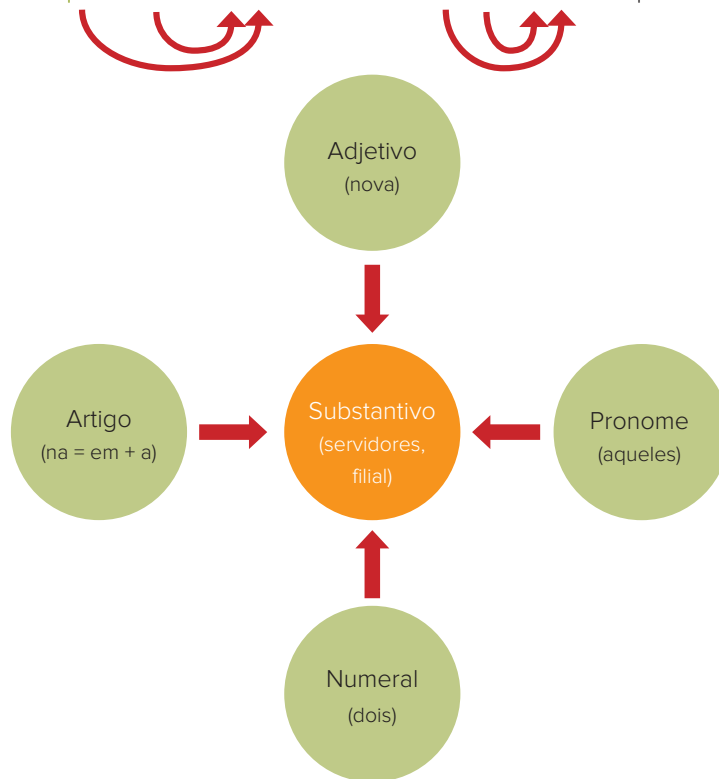 Adjetivo
(nova)
Artigo
(na = em + a)
Substantivo
(servidores,
filial)
Pronome
(aqueles)
Numeral
(dois)